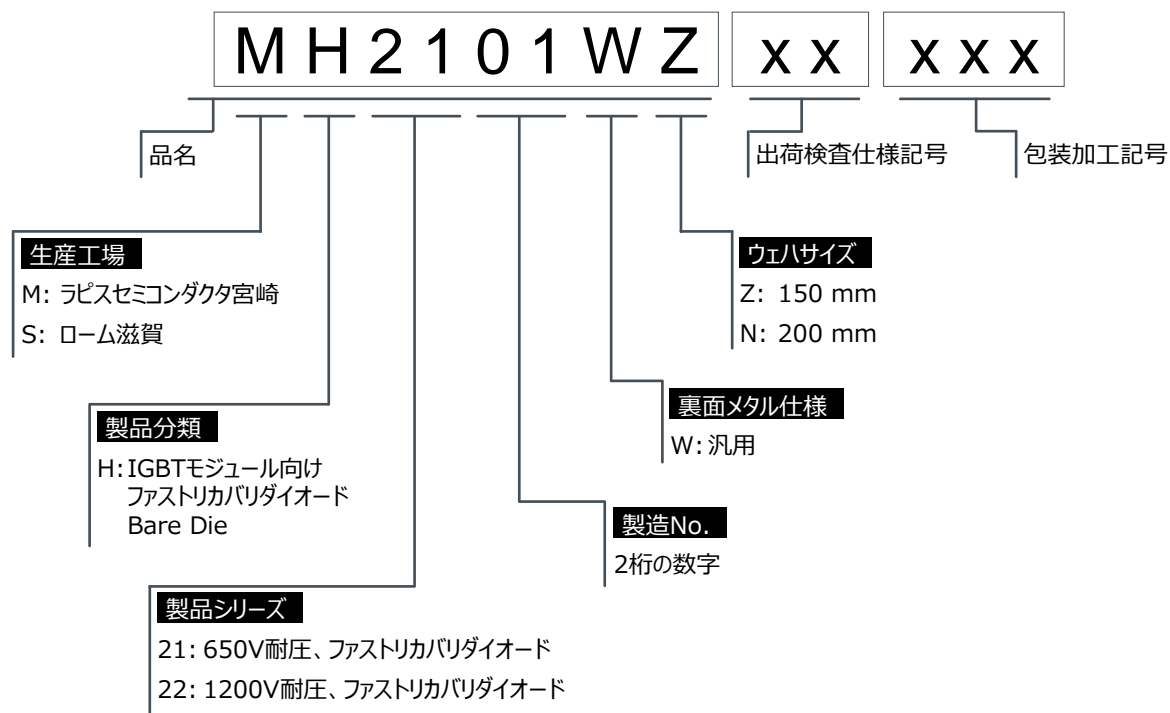 MH2101WZ xx xxx
品名
出荷検査仕様記号
包装加工記号
生産工場
M: ラピスセミコンダクタ宮崎
S: ローム滋賀
ウェハサイズ
Z: 150 mm
N: 200 mm
裏面メタル仕様
W: 汎用
製品分類
H: IGBTモジュール向け
ファストリカバリダイオード
Bare Die
製造No.
2桁の数字
製品シリーズ
21: 650V耐圧、ファストリカバリダイオード
22: 1200V耐圧、ファストリカバリダイオード